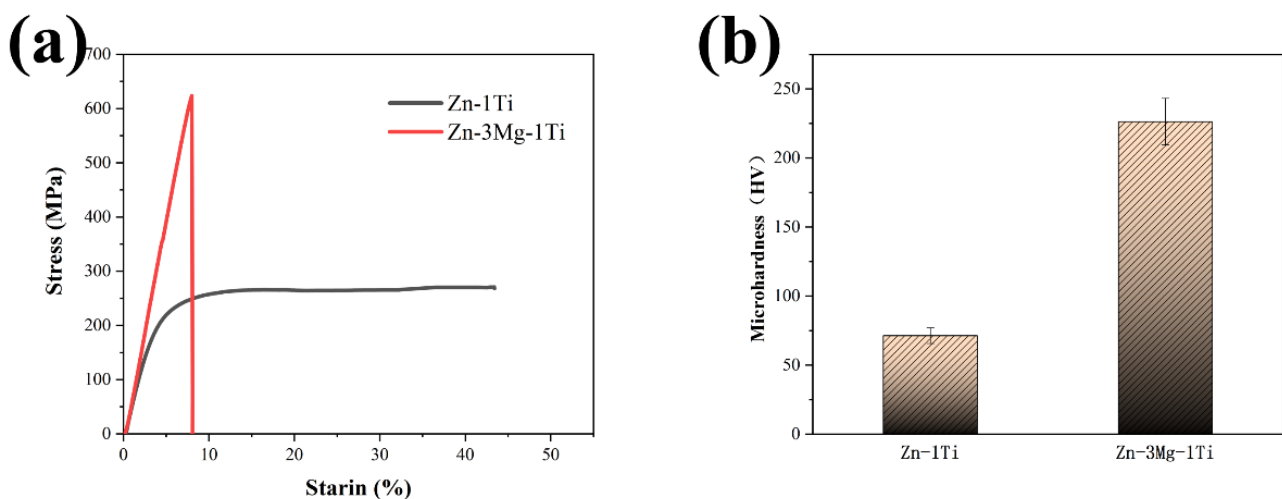 (a)
700
600
500
400
300
200
100
0
Stress (MPa)
Zn-1Ti
Zn-3Mg-1Ti
0 10 20 30 40 50
Starin (%)
(b)
250
200
150
100
50
0
Microhardness（HV）
Zn-1Ti Zn-3Mg-1Ti